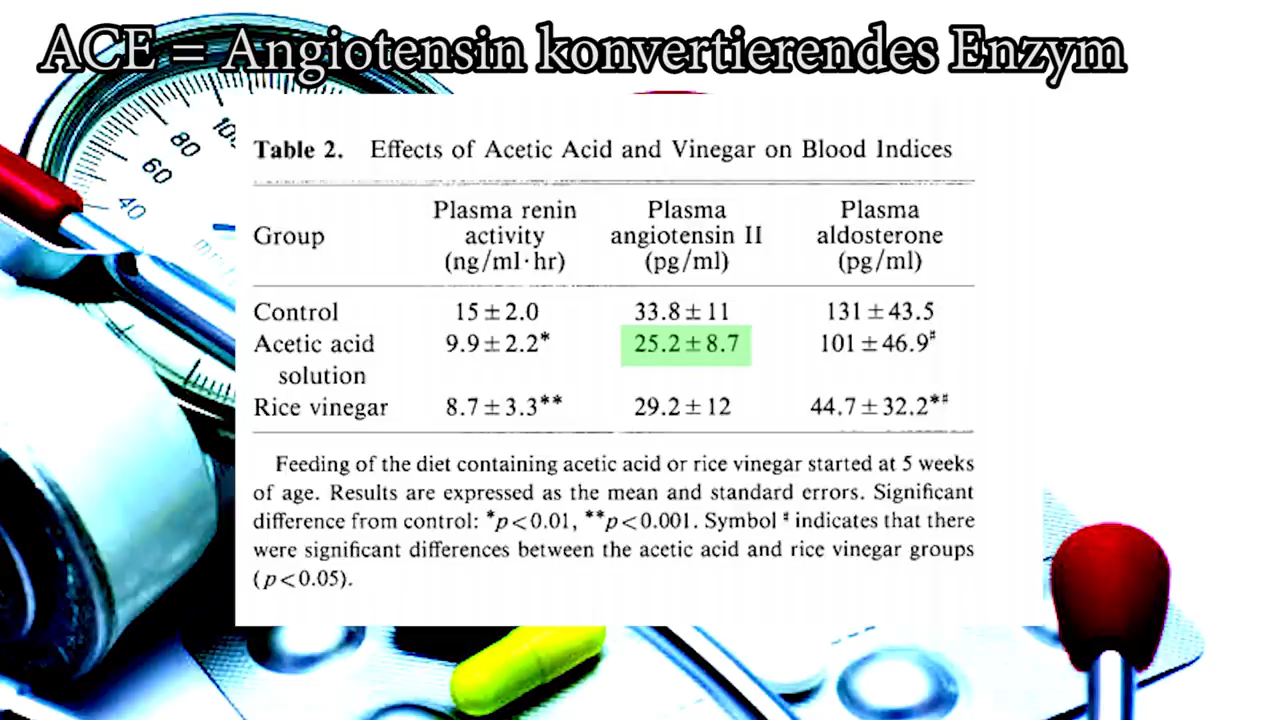 ACE = Angiotensin konvertierendes Enzym
100
80
60
40
Table 2. Effects of Acetic Acid and Vinegar on Blood Indices
Group Plasma renin activity (ng/ml·hr) Plasma angiotensin II (pg/ml) Plasma aldosterone (pg/ml)
Control 15±2.0 33.8±11 131±43.5
Acetic acid solution 9.9±2.2* 25.2±8.7 101±46.9#
Rice vinegar 8.7±3.3** 29.2±12 44.7±32.2*#
Feeding of the diet containing acetic acid or rice vinegar started at 5 weeks
of age. Results are expressed as the mean and standard errors. Significant
difference from control: *p<0.01, **p<0.001. Symbol # indicates that there
were significant differences between the acetic acid and rice vinegar groups
(p<0.05).